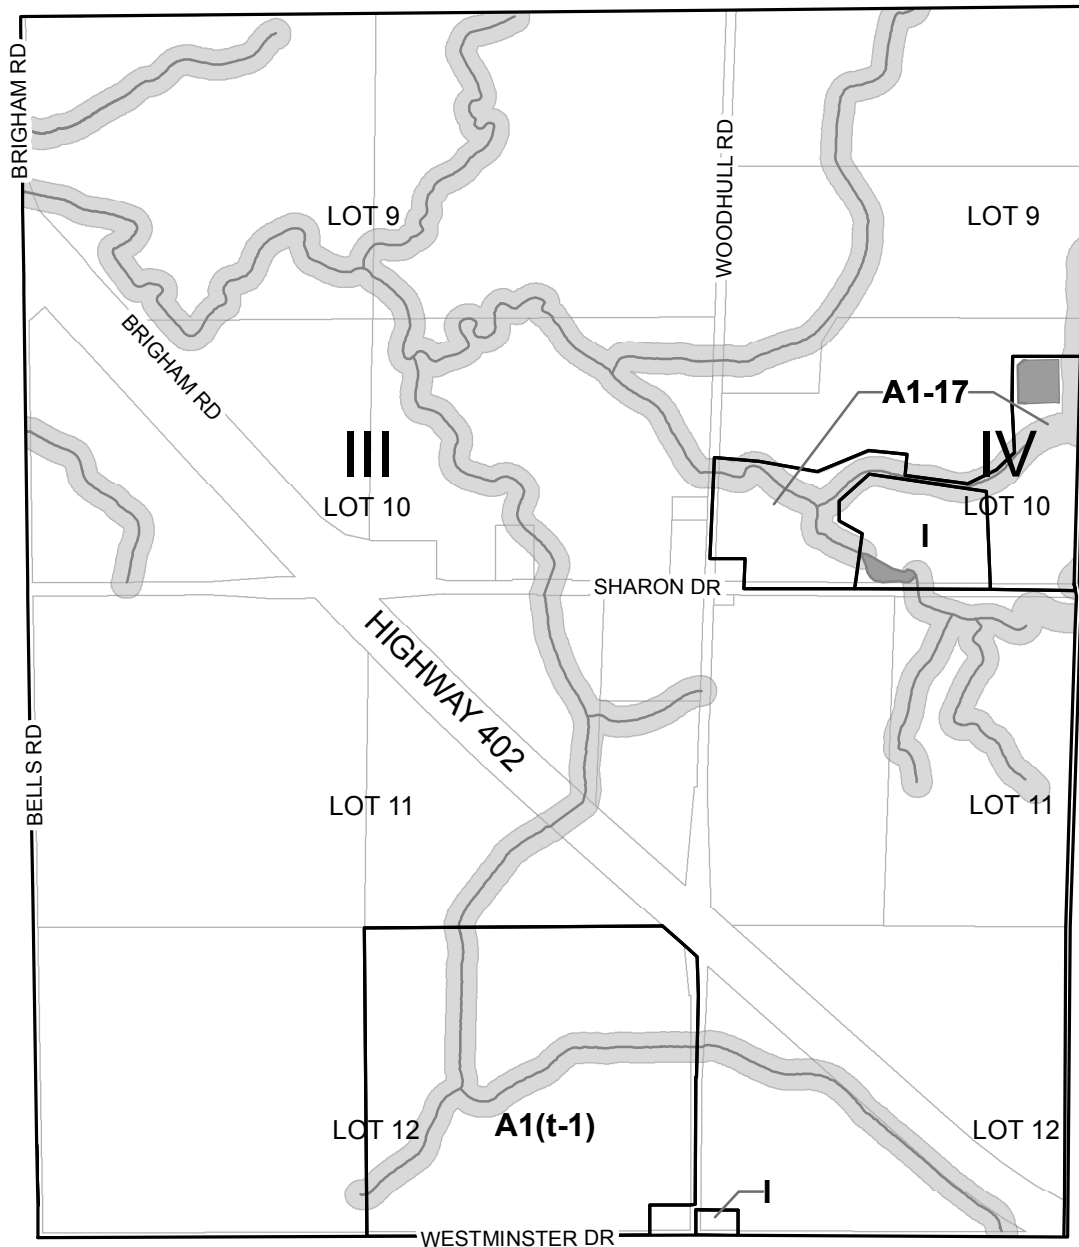 BRIGHAM RD
LOT 9
WOODHULL RD
LOT 9
BRIGHAM RD
A1-17
III
IV
LOT 10
LOT 10
I
SHARON DR
HIGHWAY 402
BELLS RD
LOT 11
LOT 11
LOT 12
A1(t-1)
LOT 12
I
WESTMINSTER DR